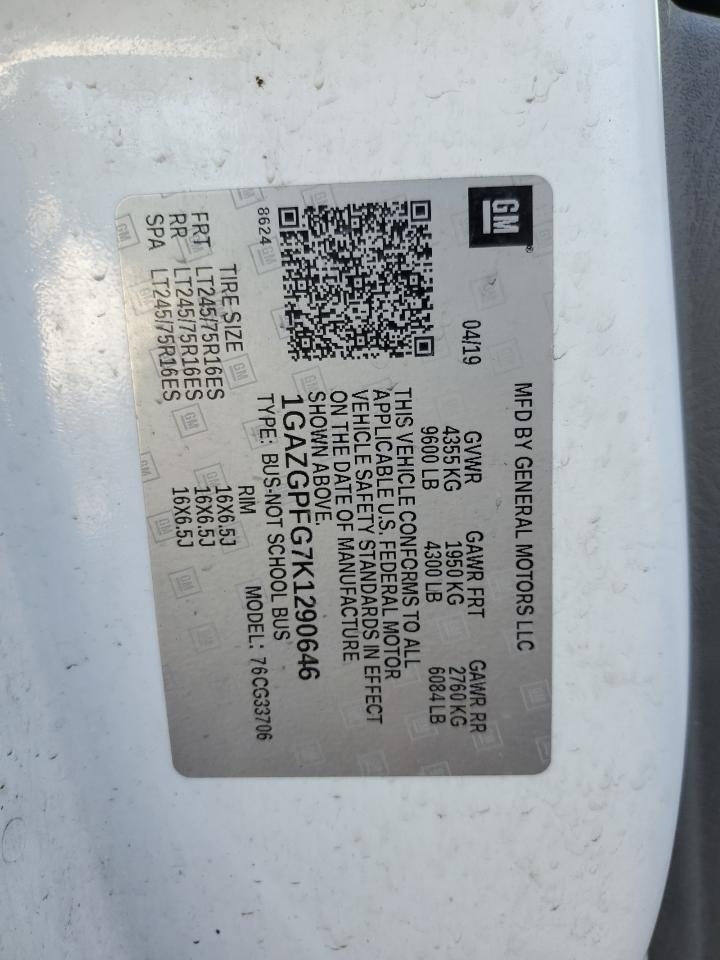 GM
MFD BY GENERAL MOTORS LLC
04/19 GVWR GAWR FRT GAWR RR
4355 KG 1950 KG 2760 KG
9600 LB 4300 LB 6084 LB
THIS VEHICLE CONFORMS TO ALL
APPLICABLE U.S. FEDERAL MOTOR
VEHICLE SAFETY STANDARDS IN EFFECT
ON THE DATE OF MANUFACTURE
SHOWN ABOVE.
1GAZGPFG7K1290646
8624 TYPE: BUS-NOT SCHOOL BUS MODEL: 76CG33706
TIRE SIZE RIM
FRT LT245/75R16ES 16X6.5J
RR LT245/75R16ES 16X6.5J
SPA LT245/75R16ES 16X6.5J